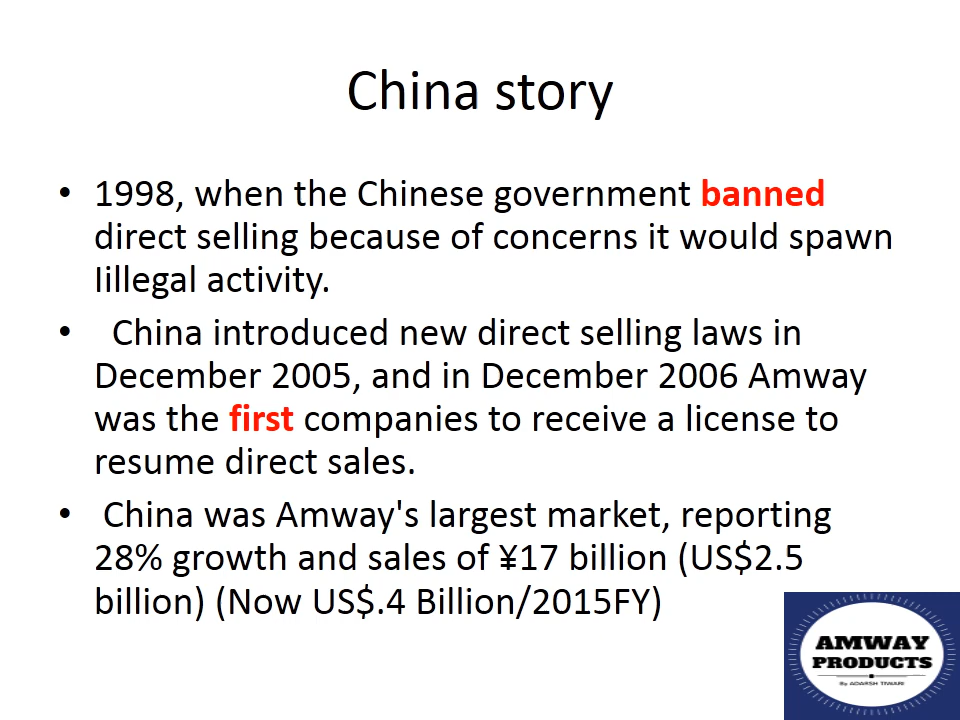 China story
• 1998, when the Chinese government banned
direct selling because of concerns it would spawn
Iillegal activity.
• China introduced new direct selling laws in
December 2005, and in December 2006 Amway
was the first companies to receive a license to
resume direct sales.
• China was Amway's largest market, reporting
28% growth and sales of ¥17 billion (US$2.5
billion) (Now US$.4 Billion/2015FY)
AMWAY
PRODUCTS
By ADARSH TIWARI